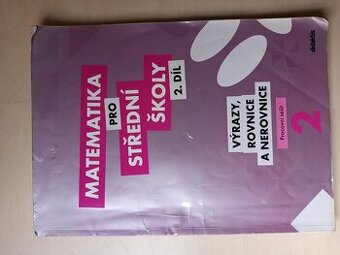 didaktis
MATEMATIKA
PRO
STŘEDNÍ
ŠKOLY
2. DÍL
VÝRAZY,
ROVNICE
A NEROVNICE
Pracovní sešit
2